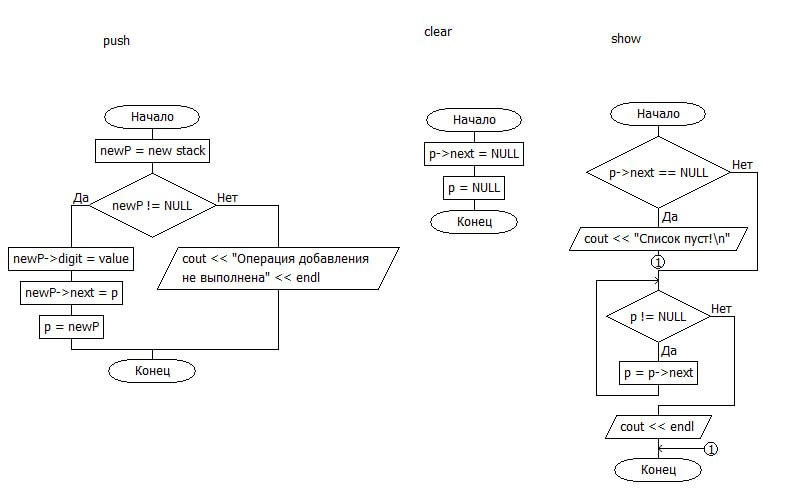 push
Начало
newP = new stack
newP != NULL
Да
Нет
newP->digit = value
newP->next = p
p = newP
cout << "Операция добавления
не выполнена" << endl
Конец
clear
Начало
p->next = NULL
p = NULL
Конец
show
Начало
p->next == NULL
Нет
Да
cout << "Список пуст!\n"
1
p != NULL
Нет
Да
p = p->next
cout << endl
1
Конец